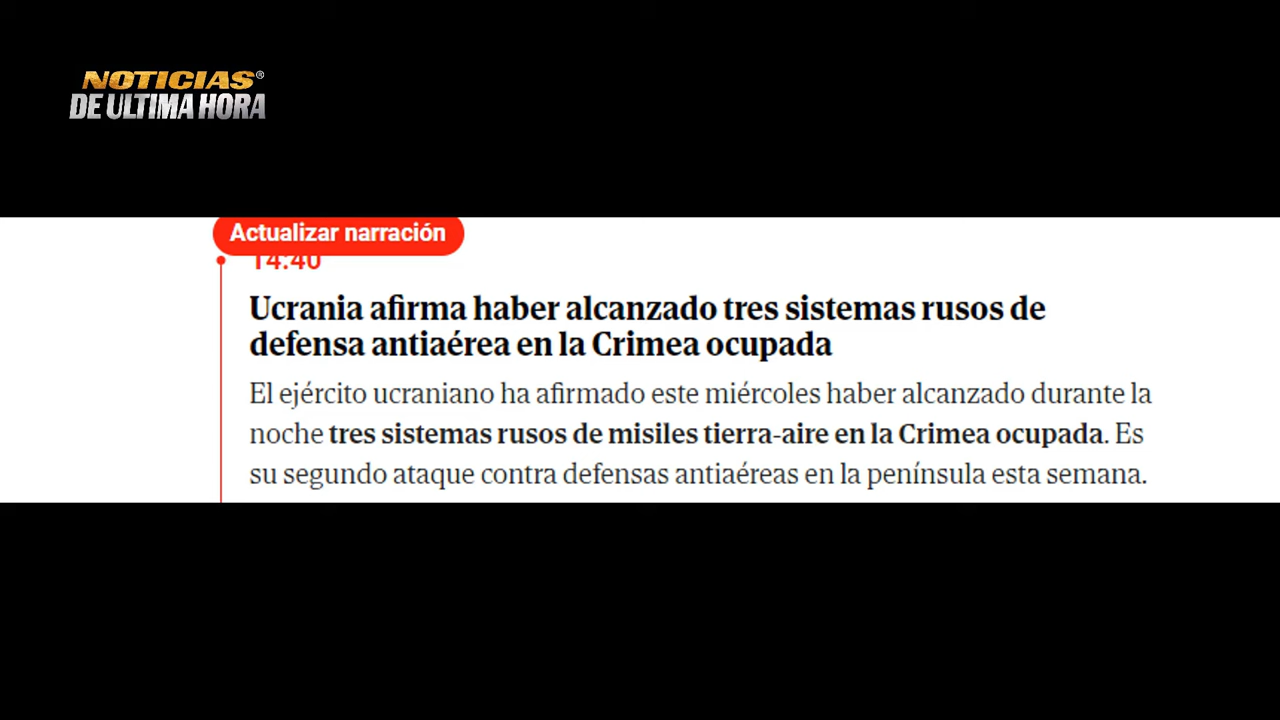 NOTICIAS®
DE ULTIMA HORA
Actualizar narración
14:40
Ucrania afirma haber alcanzado tres sistemas rusos de
defensa antiaérea en la Crimea ocupada
El ejército ucraniano ha afirmado este miércoles haber alcanzado durante la
noche tres sistemas rusos de misiles tierra-aire en la Crimea ocupada. Es
su segundo ataque contra defensas antiaéreas en la península esta semana.